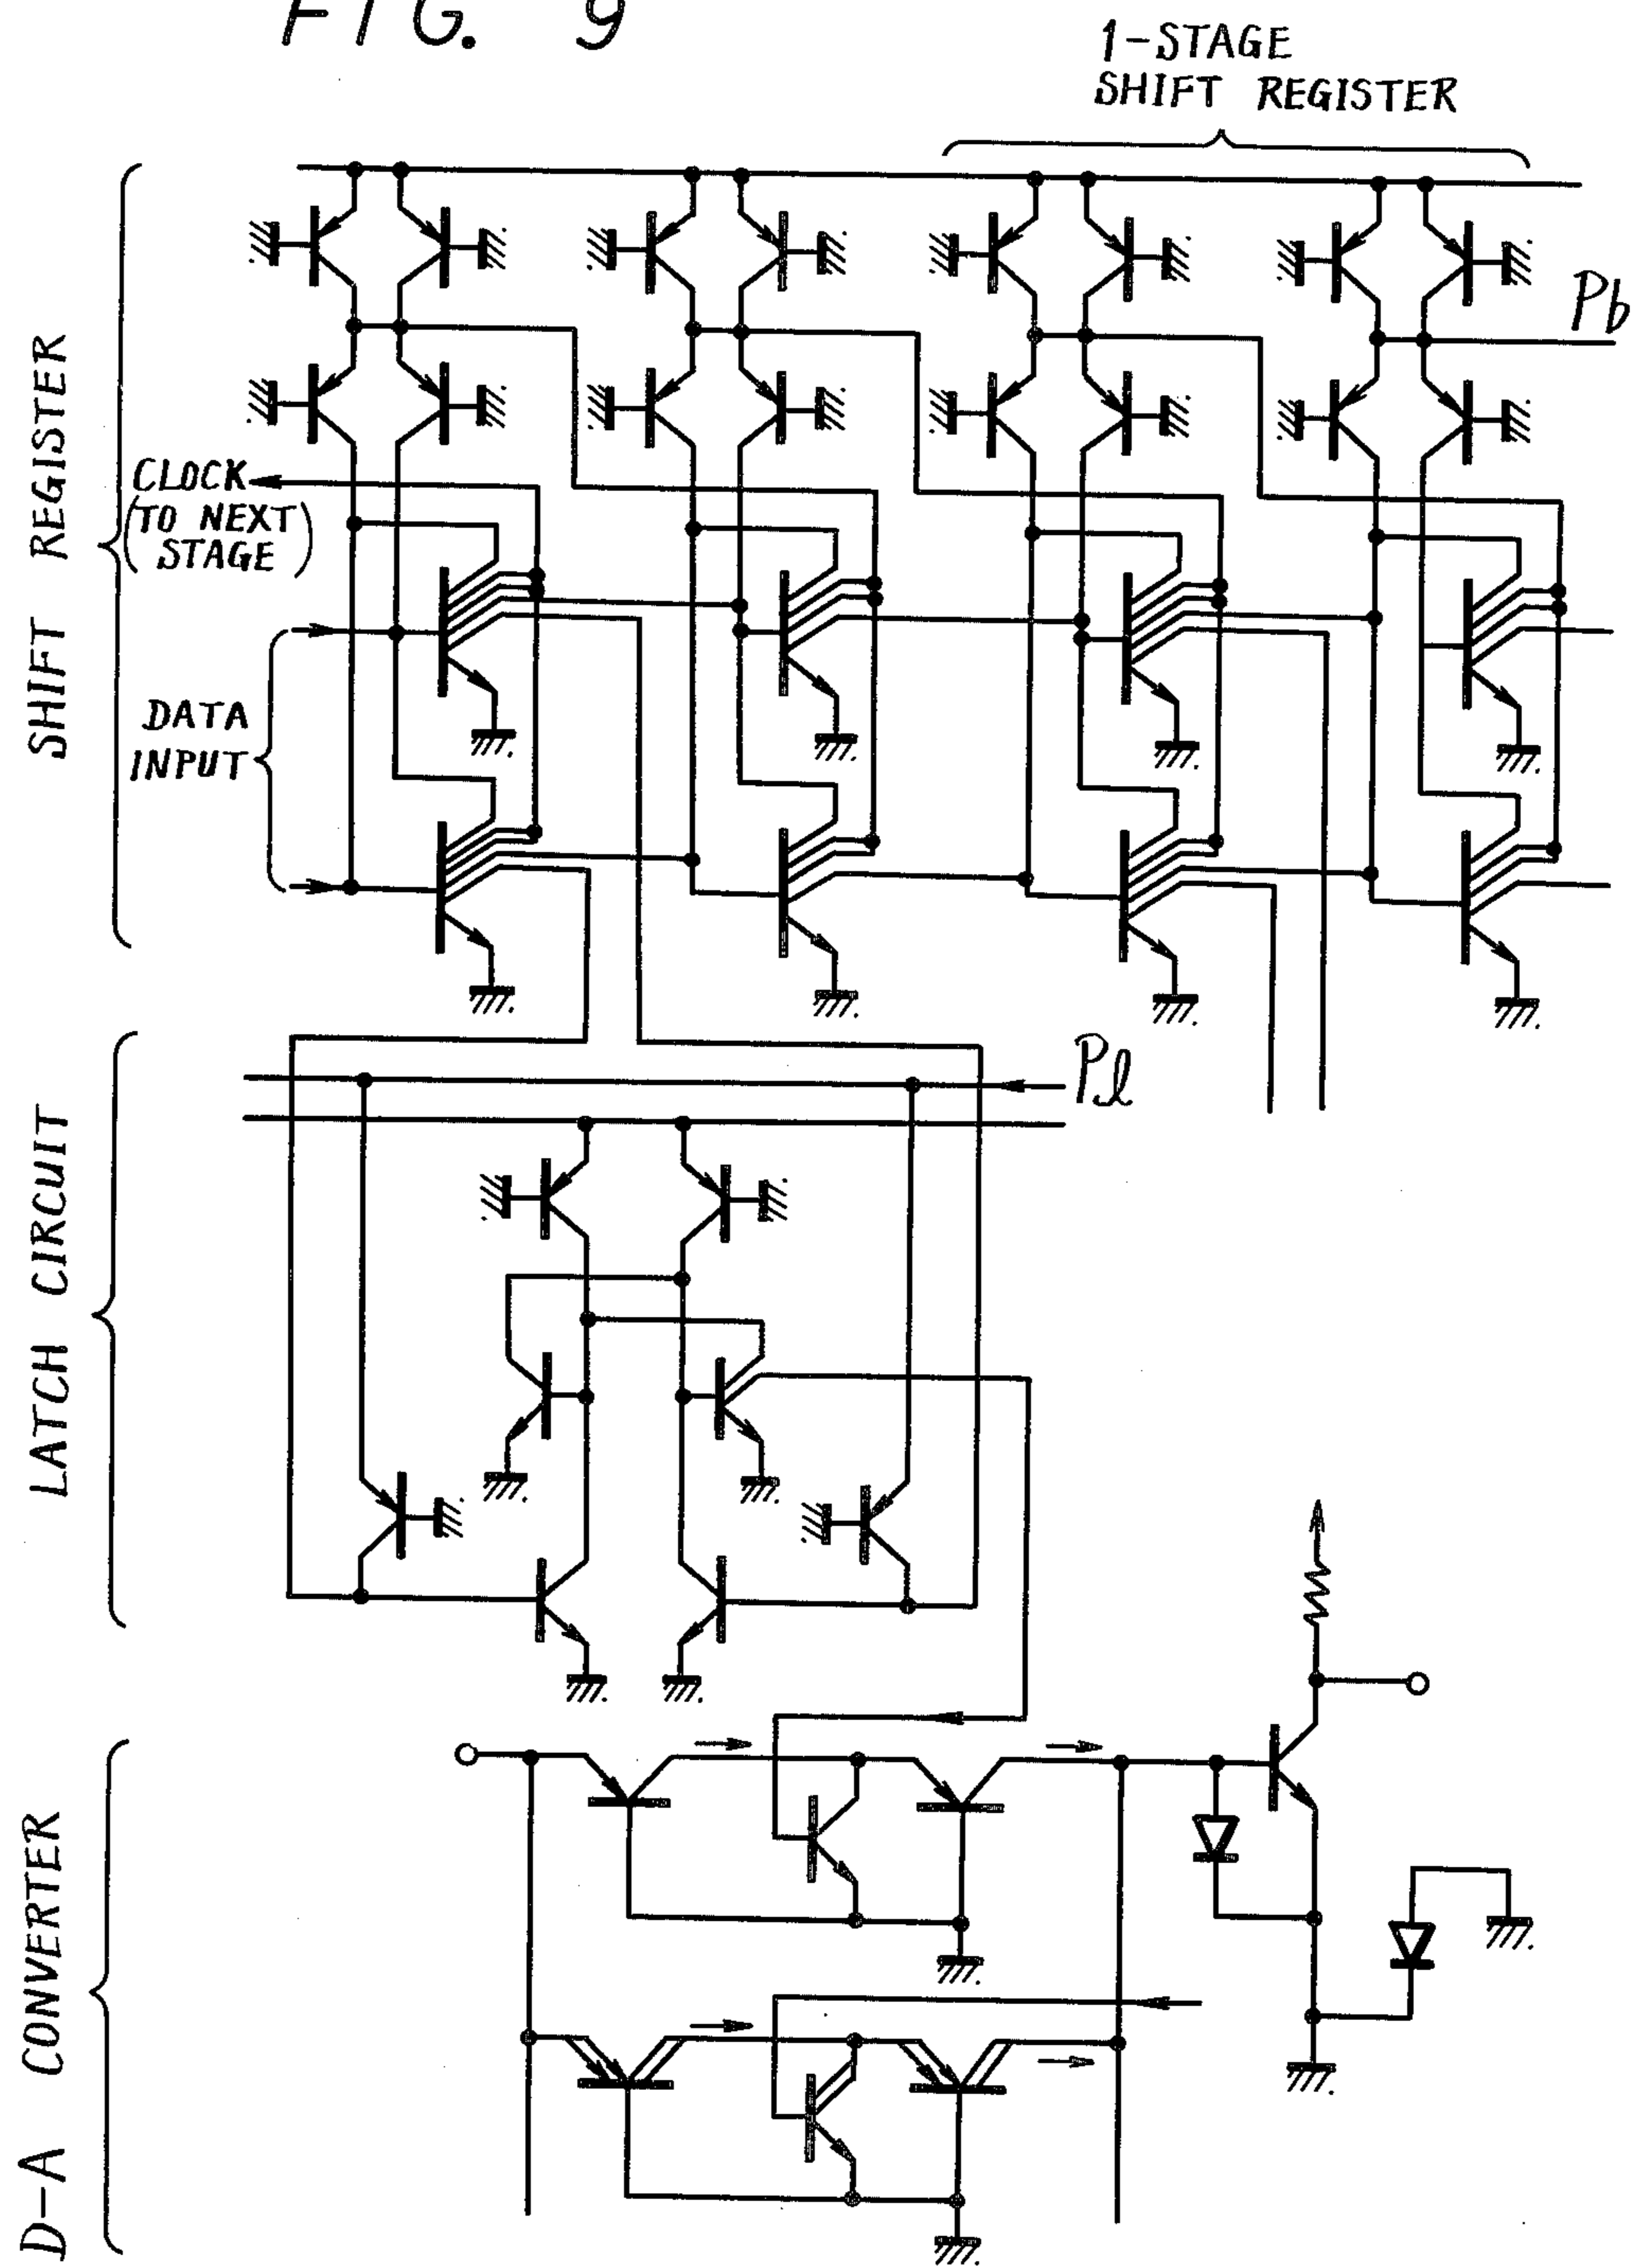 FIG. 9
1-STAGE
SHIFT REGISTER
SHIFT REGISTER
Pb
CLOCK
(TO NEXT
STAGE)
DATA
INPUT
LATCH CIRCUIT
Pl
D-A CONVERTER